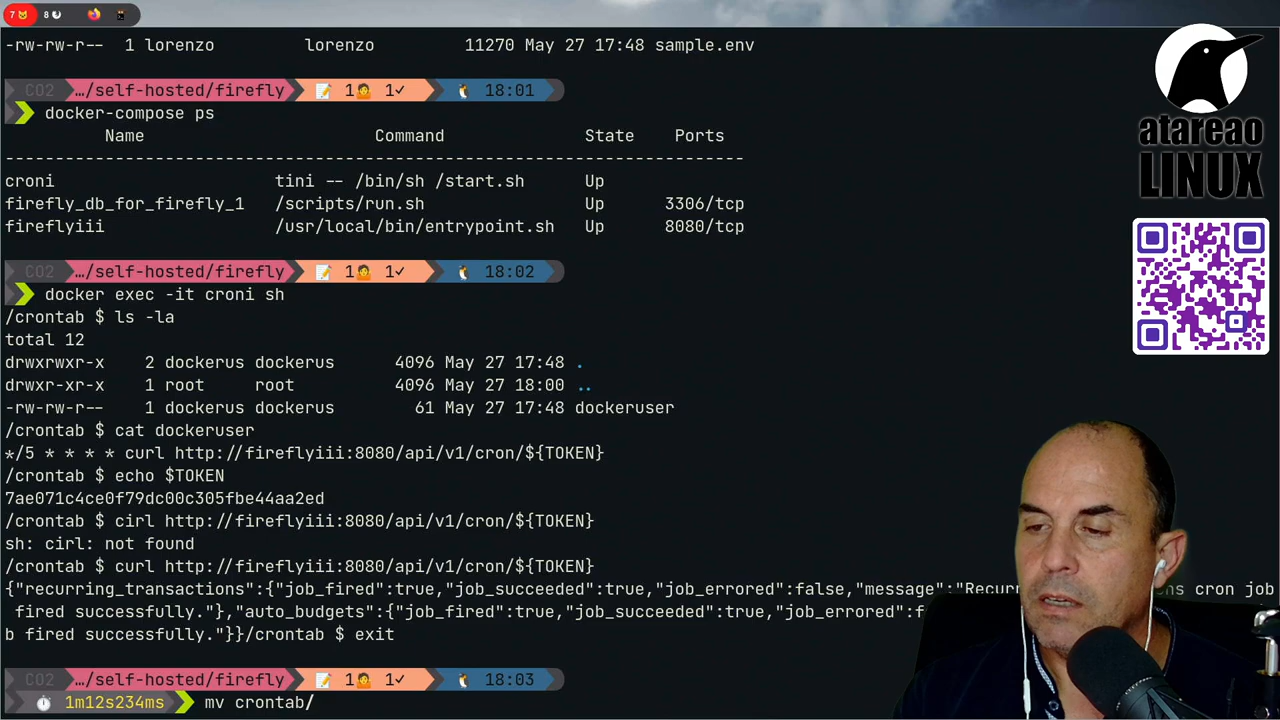 7 8
-rw-rw-r-- 1 lorenzo lorenzo 11270 May 27 17:48 sample.env
CO2 …/self-hosted/firefly 1 1✓ 18:01
docker-compose ps
Name Command State Ports
--------------------------------------------------------------------------
croni tini -- /bin/sh /start.sh Up
firefly_db_for_firefly_1 /scripts/run.sh Up 3306/tcp
fireflyiii /usr/local/bin/entrypoint.sh Up 8080/tcp
CO2 …/self-hosted/firefly 1 1✓ 18:02
docker exec -it croni sh
/crontab $ ls -la
total 12
drwxrwxr-x 2 dockerus dockerus 4096 May 27 17:48 .
drwxr-xr-x 1 root root 4096 May 27 18:00 ..
-rw-rw-r-- 1 dockerus dockerus 61 May 27 17:48 dockeruser
/crontab $ cat dockeruser
*/5 * * * * curl http://fireflyiii:8080/api/v1/cron/${TOKEN}
/crontab $ echo $TOKEN
7ae071c4ce0f79dc00c305fbe44aa2ed
/crontab $ cirl http://fireflyiii:8080/api/v1/cron/${TOKEN}
sh: cirl: not found
/crontab $ curl http://fireflyiii:8080/api/v1/cron/${TOKEN}
{"recurring_transactions":{"job_fired":true,"job_succeeded":true,"job_errored":false,"message":" cron job
fired successfully."},"auto_budgets":{"job_fired":true,"job_succeeded":true,"job_errored":
b fired successfully."}}/crontab $ exit
CO2 …/self-hosted/firefly 1 1✓ 18:03
1m12s234ms mv crontab/
atareao
LINUX